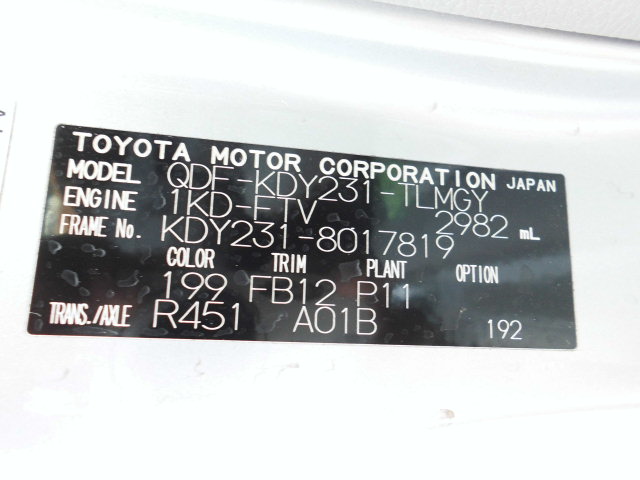 TOYOTA MOTOR CORPORATION JAPAN
MODEL QDF-KDY231-TLMGY
ENGINE 1KD-FTV 2982 mL
FRAME No. KDY231-8017819
COLOR TRIM PLANT OPTION
199 FB12 P11
TRANS./AXLE R451 A01B 192